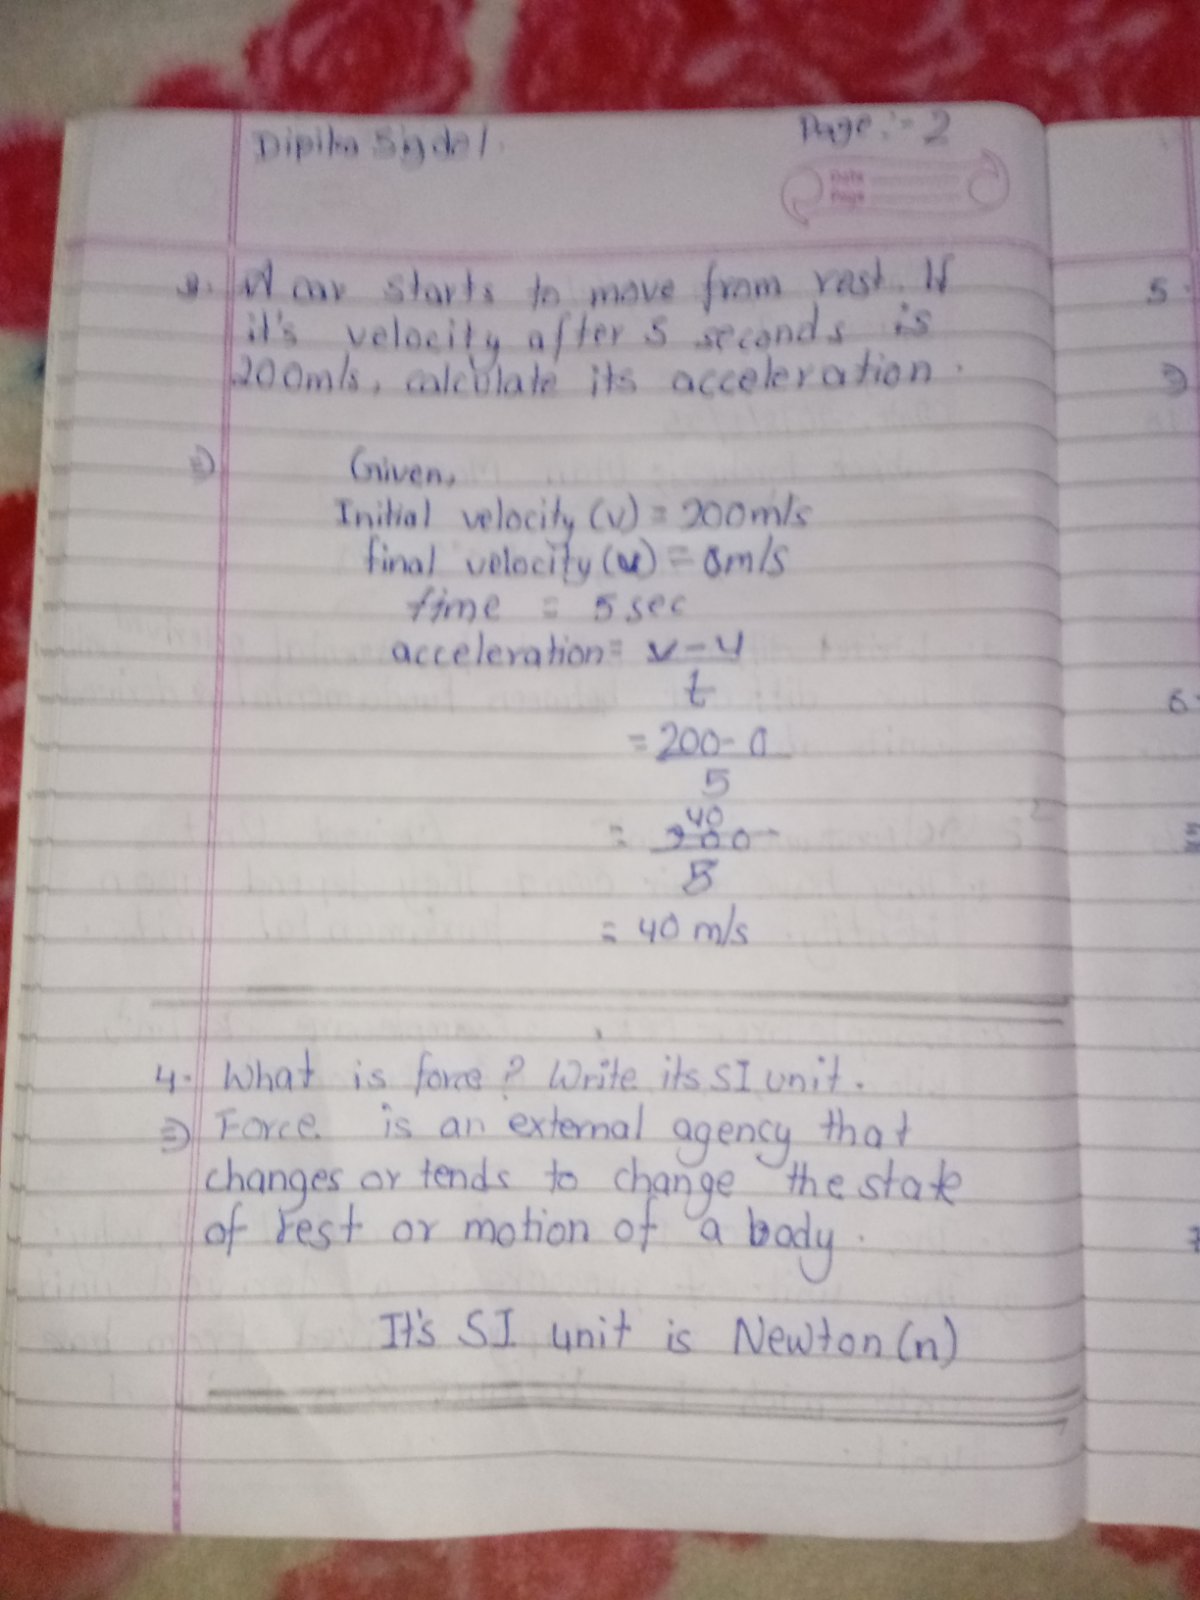 Dipika Sigdel
Page :- 2
Date
Page
3. A car starts to move from rest. If
it's velocity after 5 seconds is
200m/s, calculate its acceleration.
⇒ Given,
Initial velocity (v) = 200m/s
final velocity (u) = 0m/s
time = 5 sec
acceleration = v-u
t
= 200-0
5
40
= 200
5
= 40 m/s
4. What is force? Write its SI unit.
⇒ Force is an external agency that
changes or tends to change the state
of rest or motion of a body.
It's SI unit is Newton (n)
5.
⇒
6.
7